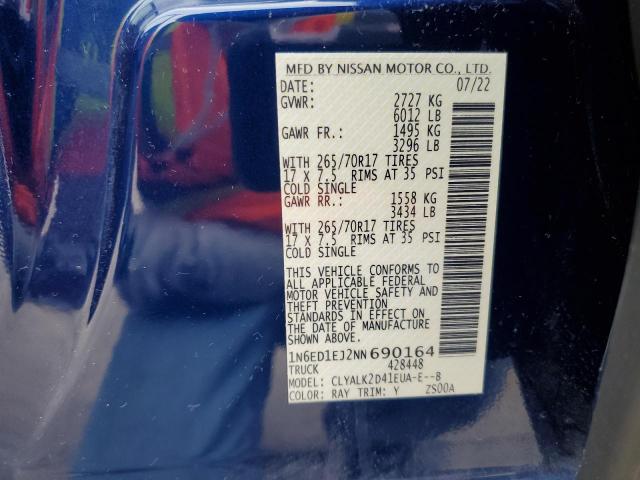 MFD BY NISSAN MOTOR CO., LTD.
DATE: 07/22
GVWR: 2727 KG
6012 LB
GAWR FR.: 1495 KG
3296 LB
WITH 265/70R17 TIRES
17 X 7.5 RIMS AT 35 PSI
COLD SINGLE
GAWR RR.: 1558 KG
3434 LB
WITH 265/70R17 TIRES
17 X 7.5 RIMS AT 35 PSI
COLD SINGLE
THIS VEHICLE CONFORMS TO
ALL APPLICABLE FEDERAL
MOTOR VEHICLE SAFETY AND
THEFT PREVENTION
STANDARDS IN EFFECT ON
THE DATE OF MANUFACTURE
SHOWN ABOVE.
1N6ED1EJ2NN690164
TRUCK 428448
MODEL: CLYALK2D41EUA-E--B
COLOR: RAY TRIM: Y ZS00A